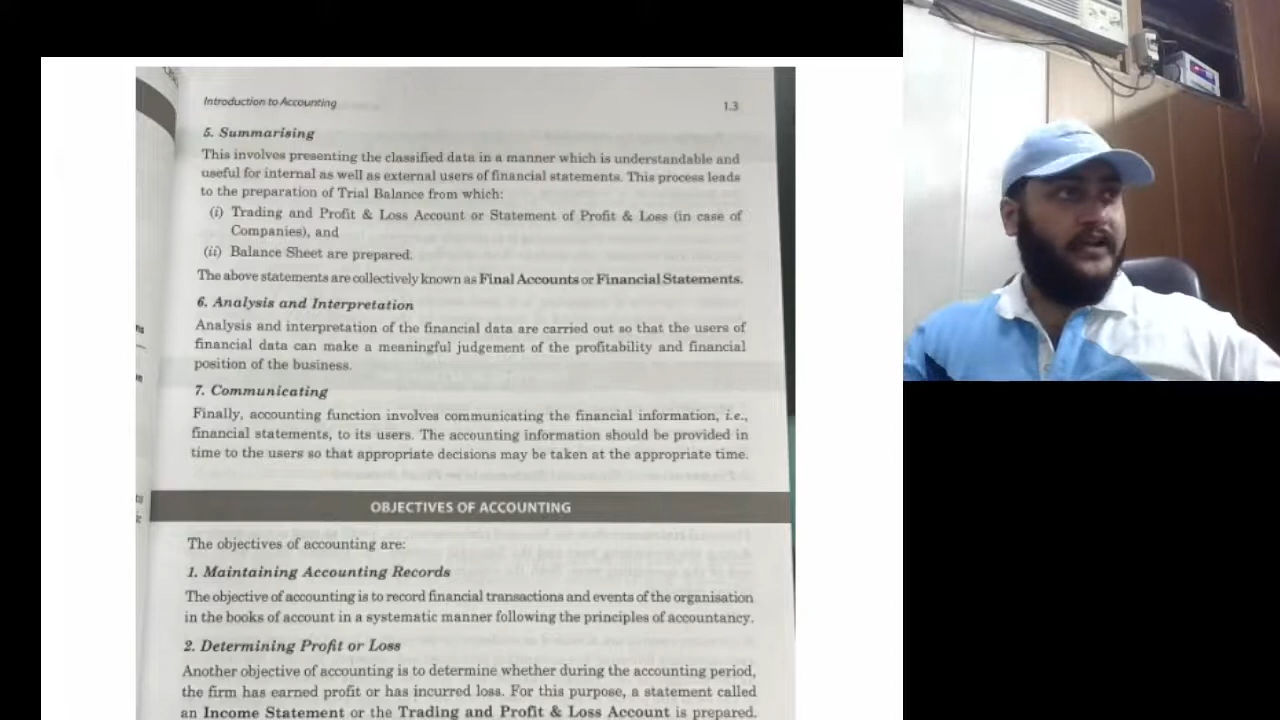 Introduction to Accounting
1.3
5. Summarising
This involves presenting the classified data in a manner which is understandable and
useful for internal as well as external users of financial statements. This process leads
to the preparation of Trial Balance from which:
(i) Trading and Profit & Loss Account or Statement of Profit & Loss (in case of
Companies), and
(ii) Balance Sheet are prepared.
The above statements are collectively known as Final Accounts or Financial Statements.
6. Analysis and Interpretation
Analysis and interpretation of the financial data are carried out so that the users of
financial data can make a meaningful judgement of the profitability and financial
position of the business.
7. Communicating
Finally, accounting function involves communicating the financial information, i.e.,
financial statements, to its users. The accounting information should be provided in
time to the users so that appropriate decisions may be taken at the appropriate time.
OBJECTIVES OF ACCOUNTING
The objectives of accounting are:
1. Maintaining Accounting Records
The objective of accounting is to record financial transactions and events of the organisation
in the books of account in a systematic manner following the principles of accountancy.
2. Determining Profit or Loss
Another objective of accounting is to determine whether during the accounting period,
the firm has earned profit or has incurred loss. For this purpose, a statement called
an Income Statement or the Trading and Profit & Loss Account is prepared.